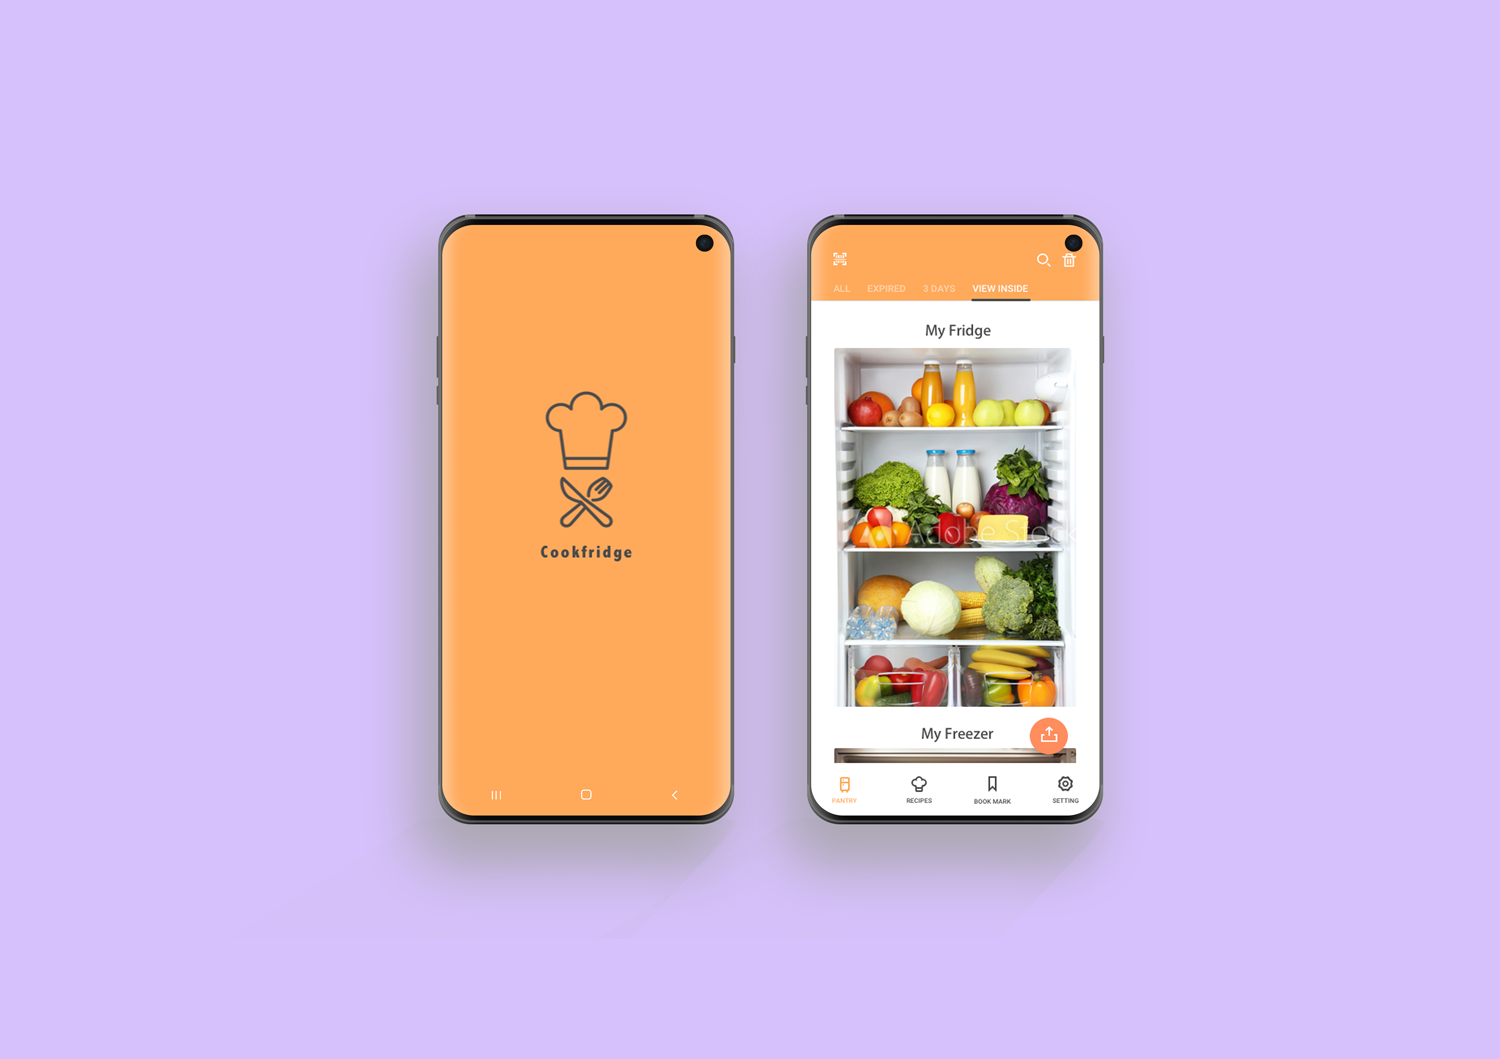 Cookfridge
ALL EXPIRED 3 DAYS VIEW INSIDE
My Fridge
Adobe Stock
My Freezer
PANTRY RECIPES BOOK MARK SETTING